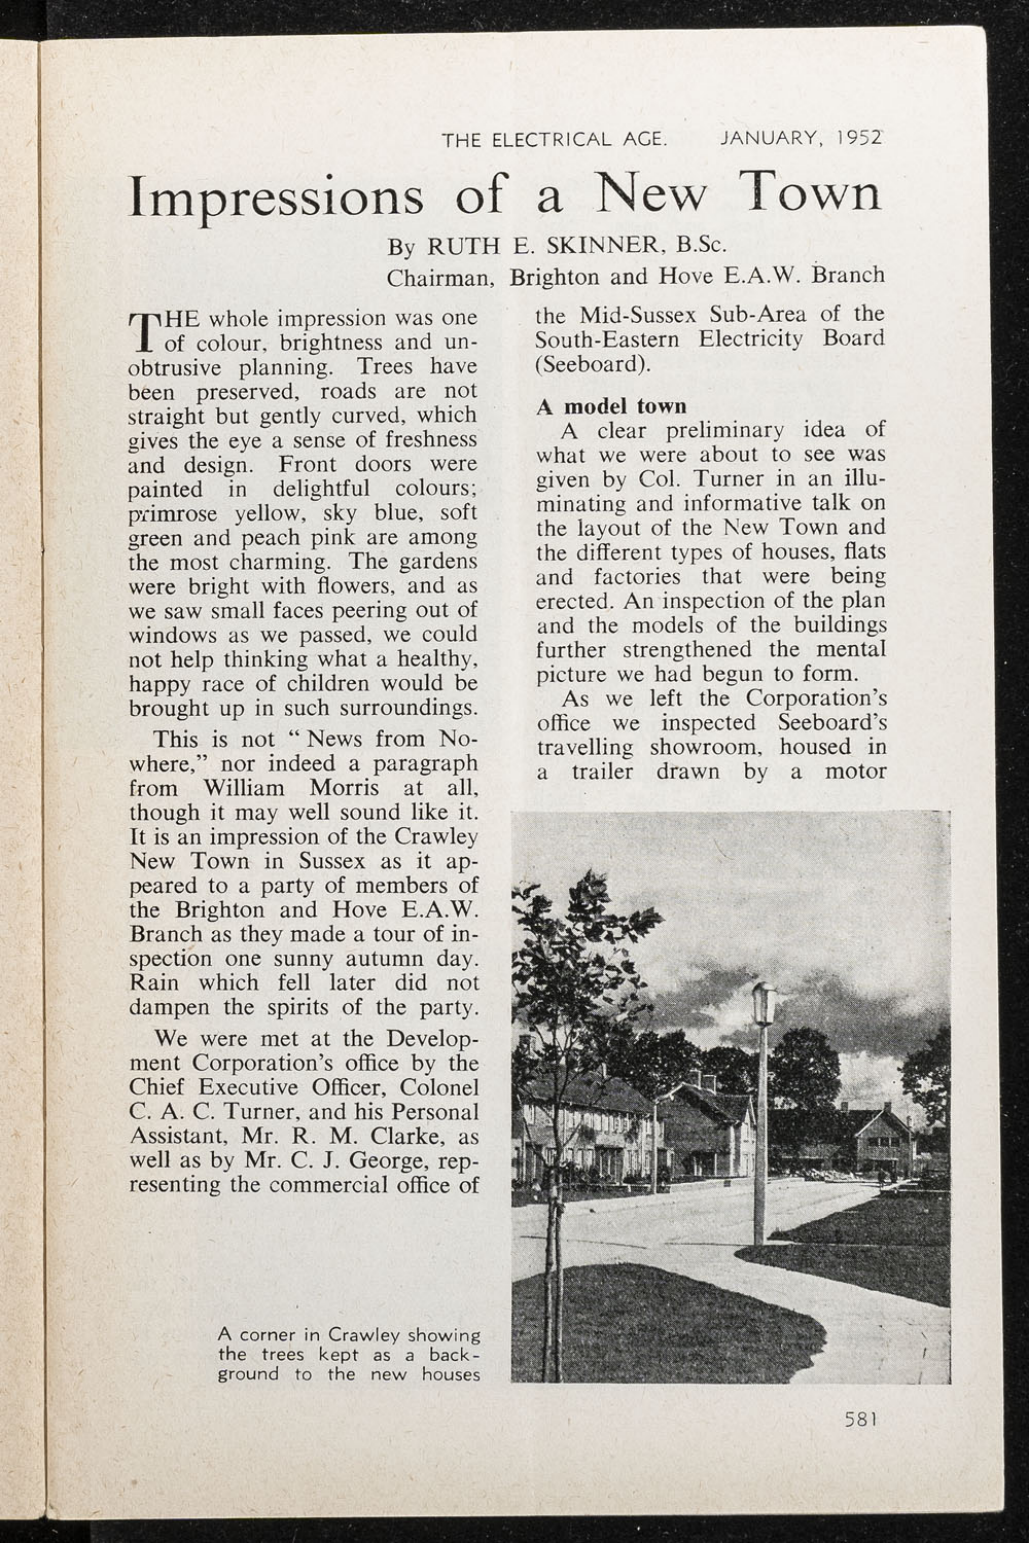 THE ELECTRICAL AGE. JANUARY, 1952
Impressions of a New Town
By RUTH E. SKINNER, B.Sc.
Chairman, Brighton and Hove E.A.W. Branch
THE whole impression was one
of colour, brightness and un-
obtrusive planning. Trees have
been preserved, roads are not
straight but gently curved, which
gives the eye a sense of freshness
and design. Front doors were
painted in delightful colours;
primrose yellow, sky blue, soft
green and peach pink are among
the most charming. The gardens
were bright with flowers, and as
we saw small faces peering out of
windows as we passed, we could
not help thinking what a healthy,
happy race of children would be
brought up in such surroundings.
This is not “ News from No-
where,” nor indeed a paragraph
from William Morris at all,
though it may well sound like it.
It is an impression of the Crawley
New Town in Sussex as it ap-
peared to a party of members of
the Brighton and Hove E.A.W.
Branch as they made a tour of in-
spection one sunny autumn day.
Rain which fell later did not
dampen the spirits of the party.
We were met at the Develop-
ment Corporation’s office by the
Chief Executive Officer, Colonel
C. A. C. Turner, and his Personal
Assistant, Mr. R. M. Clarke, as
well as by Mr. C. J. George, rep-
resenting the commercial office of
the Mid-Sussex Sub-Area of the
South-Eastern Electricity Board
(Seeboard).
A model town
A clear preliminary idea of
what we were about to see was
given by Col. Turner in an illu-
minating and informative talk on
the layout of the New Town and
the different types of houses, flats
and factories that were being
erected. An inspection of the plan
and the models of the buildings
further strengthened the mental
picture we had begun to form.
As we left the Corporation’s
office we inspected Seeboard’s
travelling showroom, housed in
a trailer drawn by a motor
A corner in Crawley showing
the trees kept as a back-
ground to the new houses
581